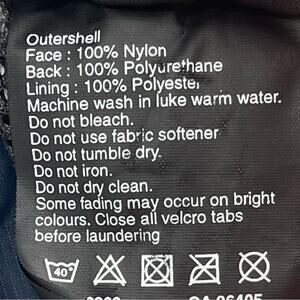 Outershell
Face : 100% Nylon
Back : 100% Polyurethane
Lining : 100% Polyester
Machine wash in luke warm water.
Do not bleach.
Do not use fabric softener
Do not tumble dry.
Do not iron.
Do not dry clean.
Some fading may occur on bright
colours. Close all velcro tabs
before laundering
40°